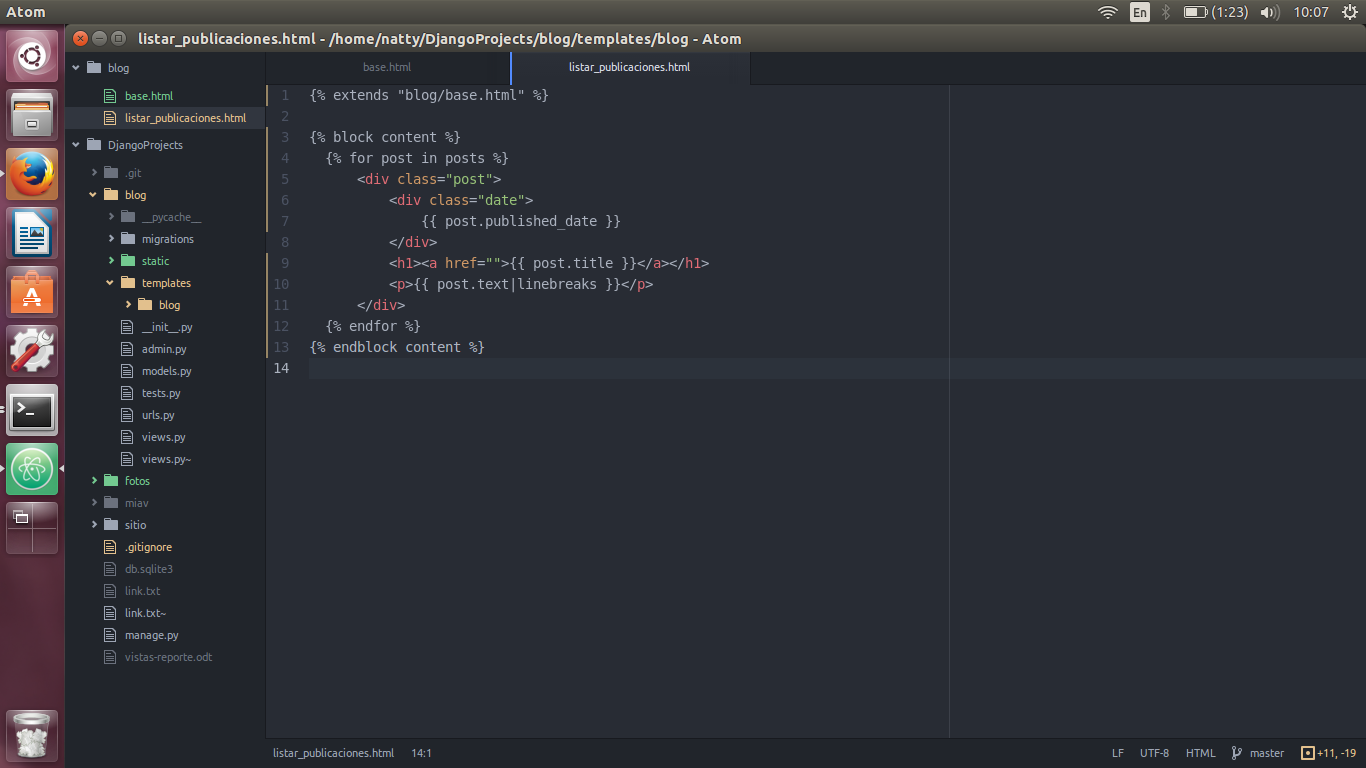 Atom
En
(1:23)
10:07
listar_publicaciones.html - /home/natty/DjangoProjects/blog/templates/blog - Atom
blog
base.html
listar_publicaciones.html
DjangoProjects
.git
blog
__pycache__
migrations
static
templates
blog
__init__.py
admin.py
models.py
tests.py
urls.py
views.py
views.py~
fotos
miav
sitio
.gitignore
db.sqlite3
link.txt
link.txt~
manage.py
vistas-reporte.odt
base.html
listar_publicaciones.html
1 {% extends "blog/base.html" %}
2
3 {% block content %}
4 {% for post in posts %}
5 <div class="post">
6 <div class="date">
7 {{ post.published_date }}
8 </div>
9 <h1><a href="">{{ post.title }}</a></h1>
10 <p>{{ post.text|linebreaks }}</p>
11 </div>
12 {% endfor %}
13 {% endblock content %}
14
listar_publicaciones.html 14:1
LF UTF-8 HTML master +11, -19